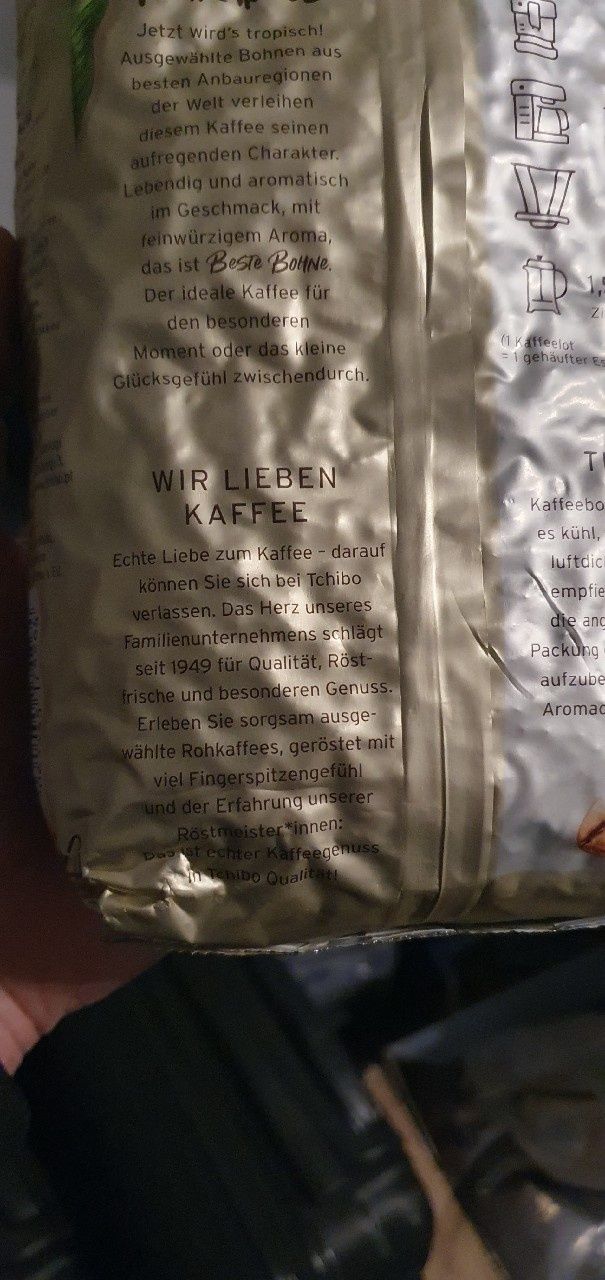 Jetzt wird's tropisch!
Ausgewählte Bohnen aus
besten Anbauregionen
der Welt verleihen
diesem Kaffee seinen
aufregenden Charakter.
Lebendig und aromatisch
im Geschmack, mit
feinwürzigem Aroma,
das ist Beste Bohne.
Der ideale Kaffee für
den besonderen
Moment oder das kleine
Glücksgefühl zwischendurch.
WIR LIEBEN
KAFFEE
Echte Liebe zum Kaffee – darauf
können Sie sich bei Tchibo
verlassen. Das Herz unseres
Familienunternehmens schlägt
seit 1949 für Qualität, Röst-
frische und besonderen Genuss.
Erleben Sie sorgsam ausge-
wählte Rohkaffees, geröstet mit
viel Fingerspitzengefühl
und der Erfahrung unserer
Röstmeister*innen:
Das ist echter Kaffeegenuss
in Tchibo Qualität!
(1 Kaffeelot
= 1 gehäufter
Kaffeebo
es kühl,
luftdic
empfie
die
Packung
aufzube
Aromad